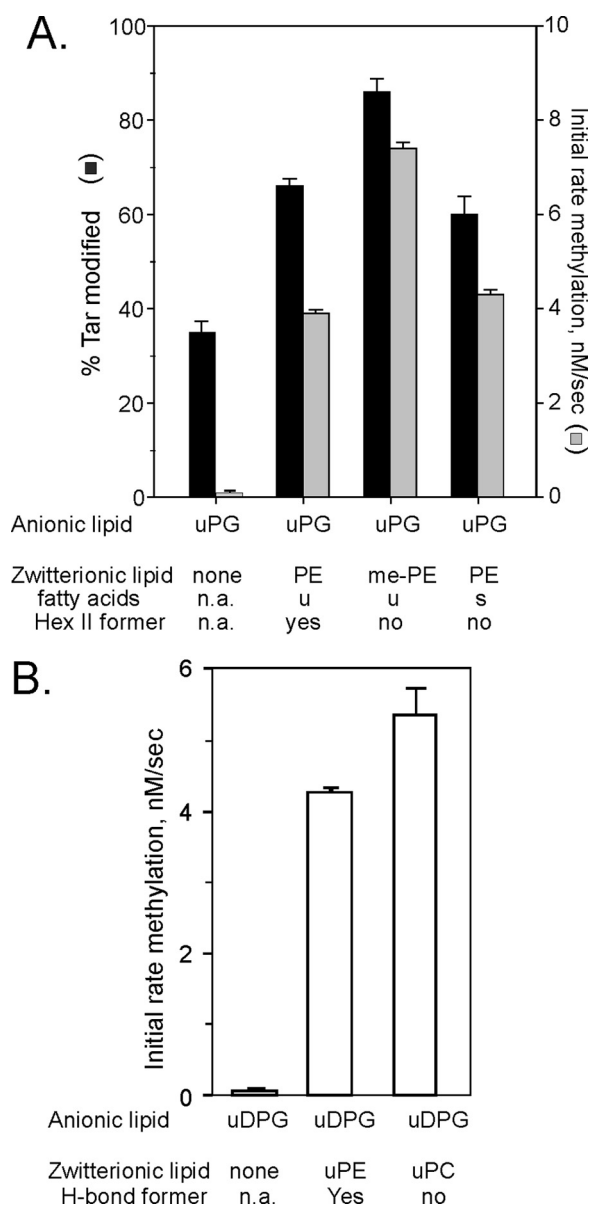 A.
100
80
60
40
20
0
% Tar modified (■)
10
8
6
4
2
0
Initial rate methylation, nM/sec (■)
Anionic lipid uPG uPG uPG uPG
Zwitterionic lipid none PE me-PE PE
fatty acids n.a. u u s
Hex II former n.a. yes no no
B.
6
4
2
0
Initial rate methylation, nM/sec
Anionic lipid uDPG uDPG uDPG
Zwitterionic lipid none uPE uPC
H-bond former n.a. Yes no